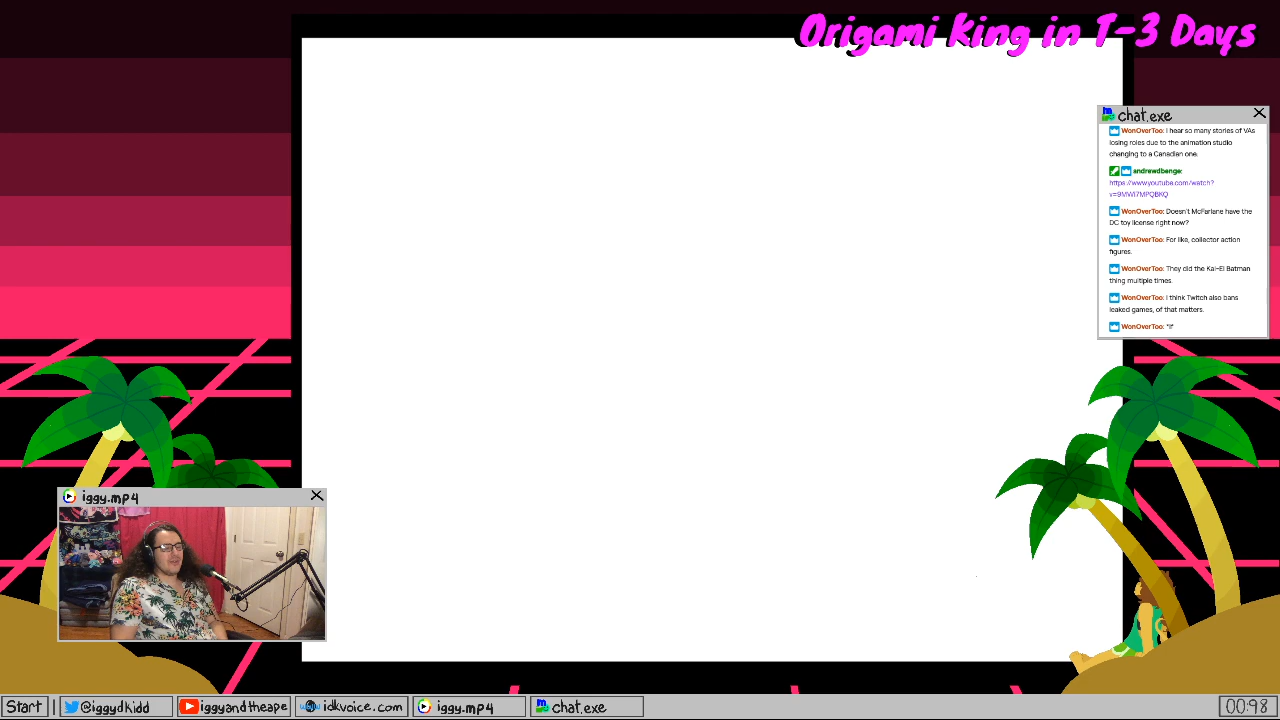 Origami King in T-3 Days
chat.exe
WonOverToo: I hear so many stories of VAs
losing roles due to the animation studio
changing to a Canadian one.
andrewdbenge:
https://www.youtube.com/watch?
WonOverToo: Doesn't McFarlane have the
DC toy license right now?
WonOverToo: For like, collector action
figures.
WonOverToo: They did the Kal-El Batman
thing multiple times.
WonOverToo: I think Twitch also bans
leaked games, of that matters.
WonOverToo: *if
iggy.mp4
Start | @iggydkidd iggyandtheape idkvoice.com iggy.mp4 chat.exe 00:98